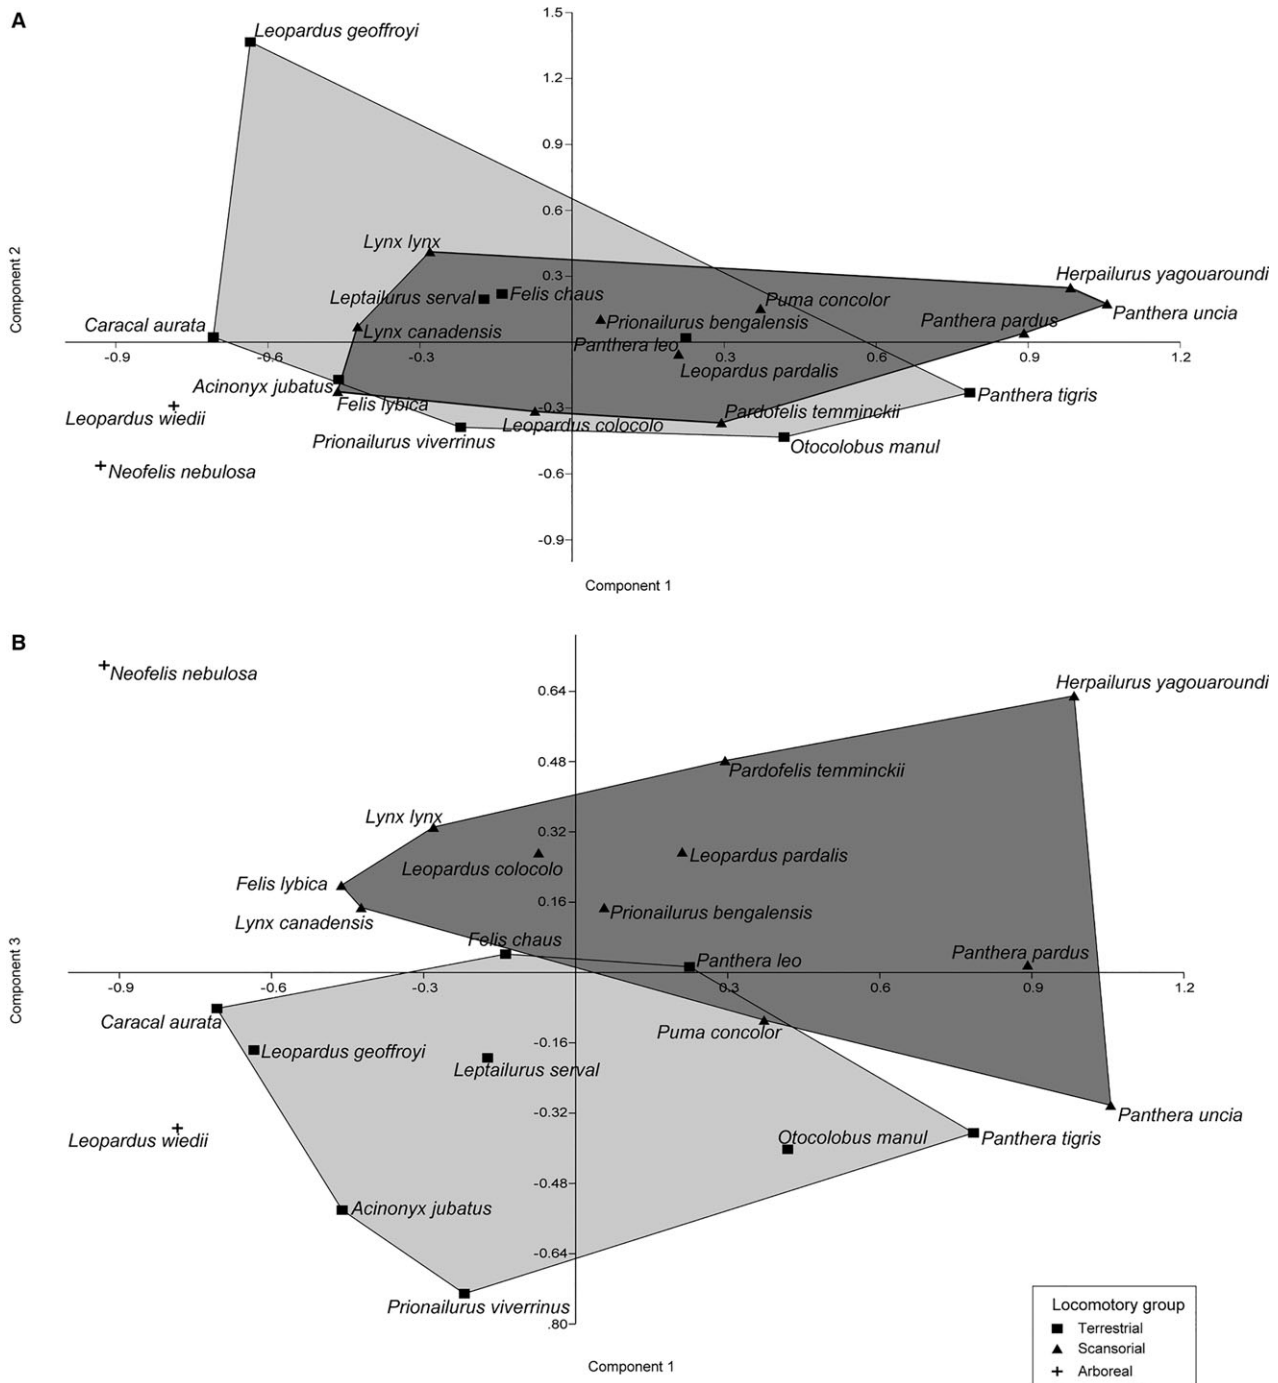 A
Leopardus geoffroyi
1.5
1.2
0.9
0.6
Lynx lynx
0.3
Herpailurus yagouaroundi
Leptailurus serval
Felis chaus
Puma concolor
Panthera uncia
Caracal aurata
Lynx canadensis
Prionailurus bengalensis
Panthera pardus
Panthera leo
-0.9
-0.6
-0.3
0.3
0.6
0.9
1.2
Leopardus pardalis
Acinonyx jubatus
Felis lybica
Panthera tigris
Leopardus wiedii
-0.3
Leopardus colocolo
Pardofelis temminckii
Prionailurus viverrinus
Otocolobus manul
Neofelis nebulosa
-0.6
-0.9
Component 2
Component 1
B
Neofelis nebulosa
Herpailurus yagouaroundi
0.64
0.48
Pardofelis temminckii
Lynx lynx
0.32
Leopardus colocolo
Leopardus pardalis
Felis lybica
0.16
Lynx canadensis
Prionailurus bengalensis
Felis chaus
Panthera leo
Panthera pardus
-0.9
-0.6
-0.3
0.3
0.6
0.9
1.2
Caracal aurata
Puma concolor
Leopardus geoffroyi
-0.16
Leptailurus serval
-0.32
Panthera uncia
Leopardus wiedii
Otocolobus manul
Panthera tigris
-0.48
Acinonyx jubatus
-0.64
Prionailurus viverrinus
.80
Component 3
Component 1
Locomotory group
Terrestrial
Scansorial
Arboreal